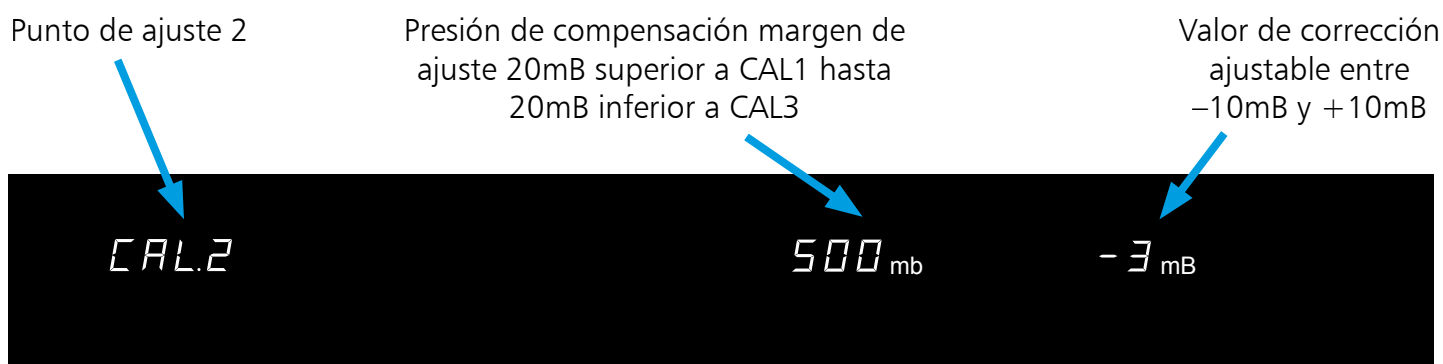 Punto de ajuste 2
Presión de compensación margen de
ajuste 20mB superior a CAL1 hasta
20mB inferior a CAL3
Valor de corrección
ajustable entre
–10mB y +10mB
CAL.2
500 mb
-3 mB